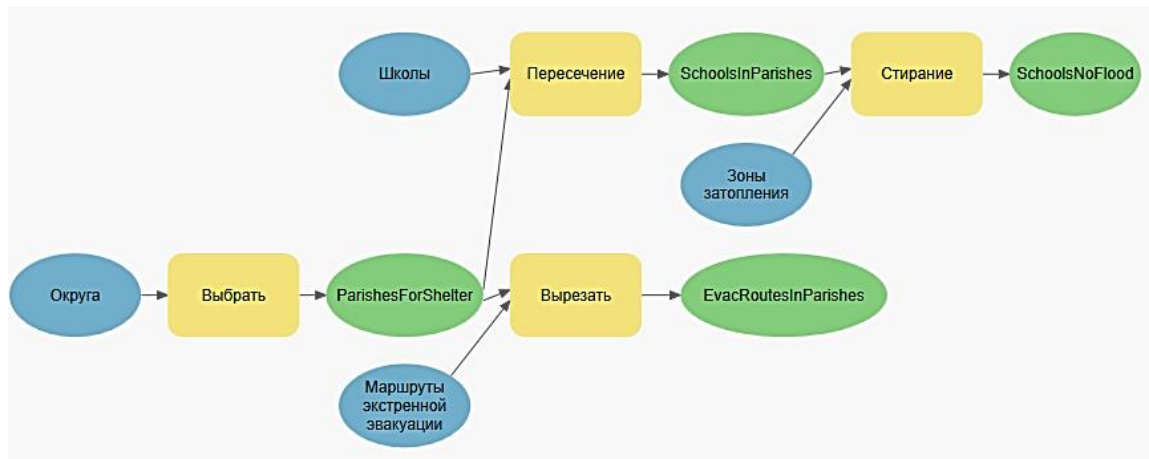 Школы
Пересечение
SchoolsInParishes
Стирание
SchoolsNoFlood
Зоны
затопления
Округа
Выбрать
ParishesForShelter
Вырезать
EvacRoutesInParishes
Маршруты
экстренной
эвакуации